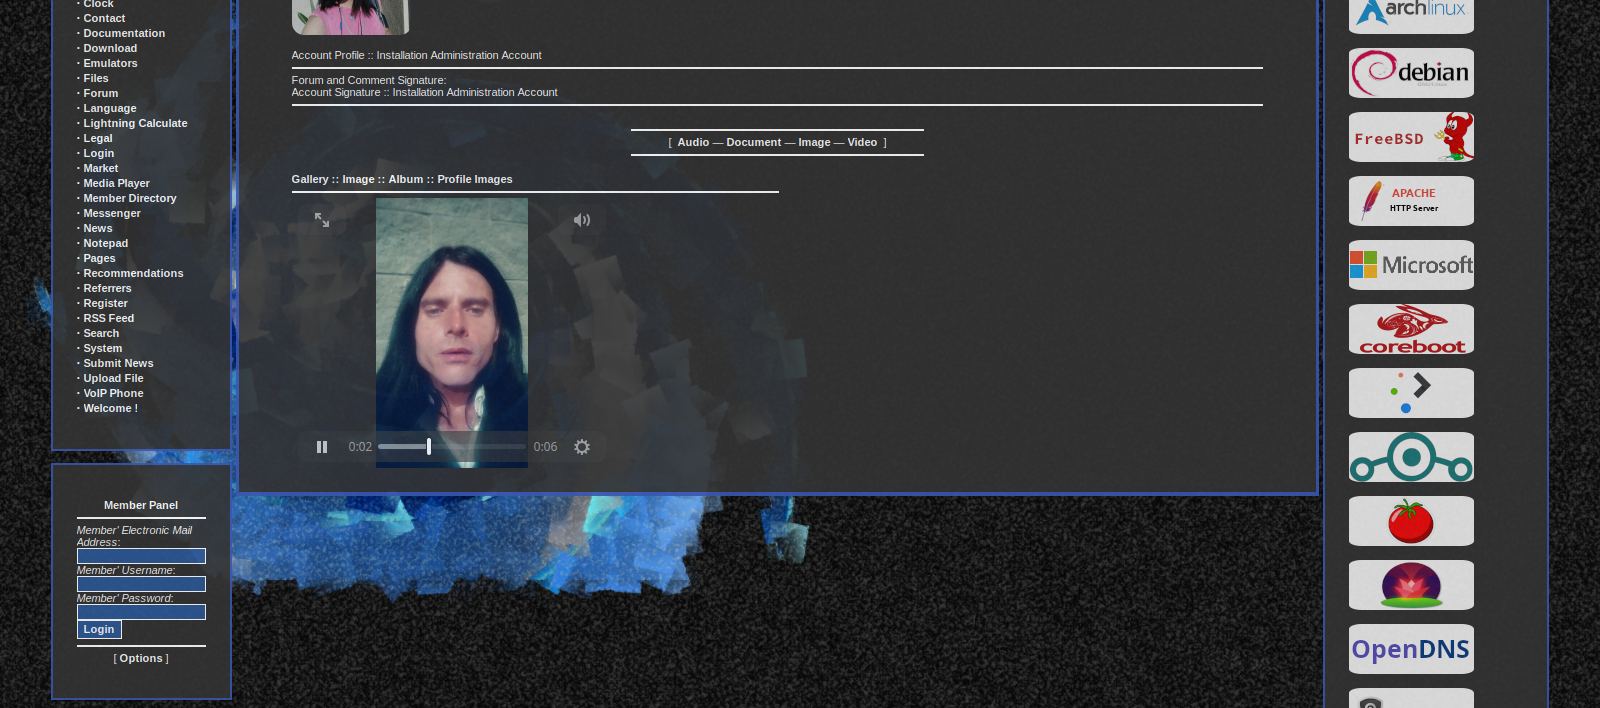 · Clock
· Contact
· Documentation
· Download
· Emulators
· Files
· Forum
· Language
· Lightning Calculate
· Legal
· Login
· Market
· Media Player
· Member Directory
· Messenger
· News
· Notepad
· Pages
· Recommendations
· Referrers
· Register
· RSS Feed
· Search
· System
· Submit News
· Upload File
· VoIP Phone
· Welcome !
Member Panel
Member' Electronic Mail
Address:
Member' Username:
Member' Password:
Login
[ Options ]
Account Profile :: Installation Administration Account
Forum and Comment Signature:
Account Signature :: Installation Administration Account
[ Audio — Document — Image — Video ]
Gallery :: Image :: Album :: Profile Images
0:02
0:06
archlinux
debian
FreeBSD
APACHE
HTTP Server
Microsoft
coreboot
OpenDNS